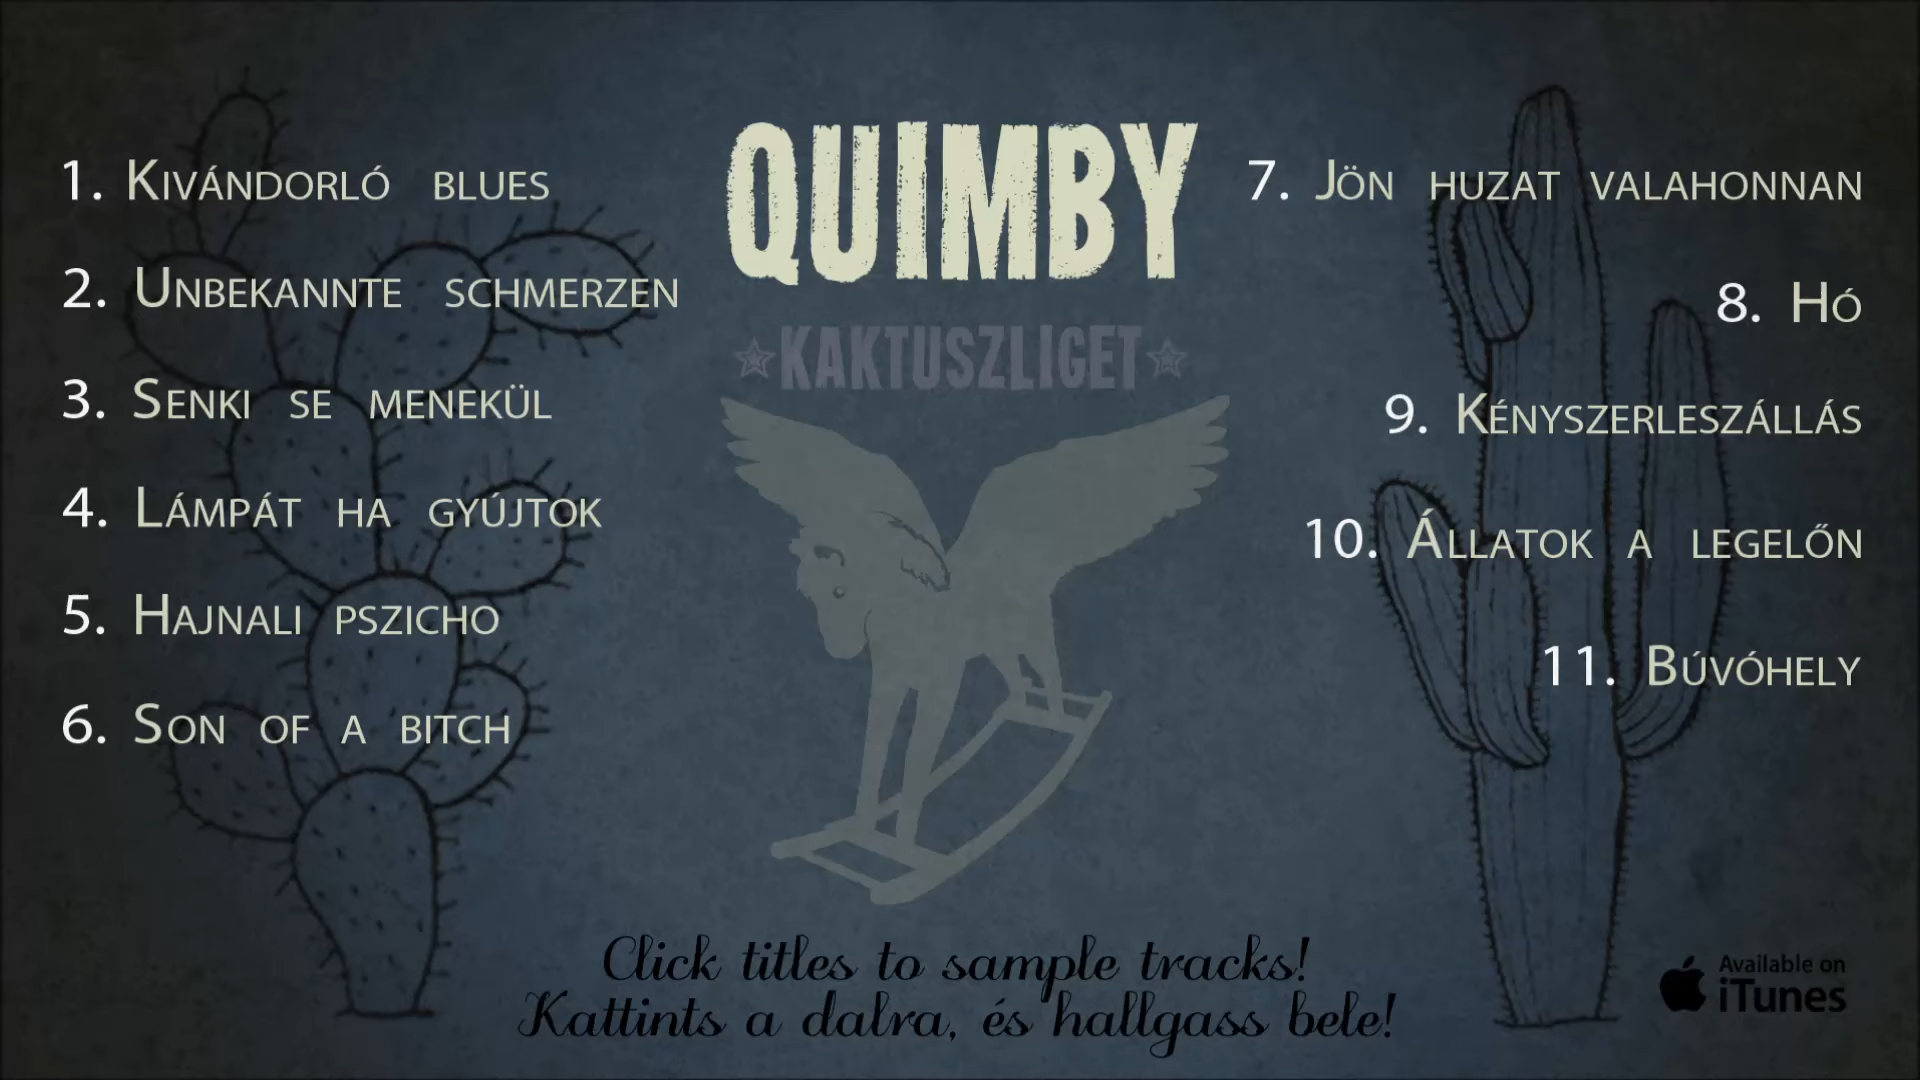 QUIMBY
KAKTUSZLIGET
1. Kivándorló blues
2. Unbekannte schmerzen
3. Senki se menekül
4. Lámpát ha gyújtok
5. Hajnali pszicho
6. Son of a bitch
7. Jön huzat valahonnan
8. Hó
9. Kényszerleszállás
10. Állatok a legelőn
11. Búvóhely
Click titles to sample tracks!
Kattints a dalra, és hallgass bele!
Available on
iTunes